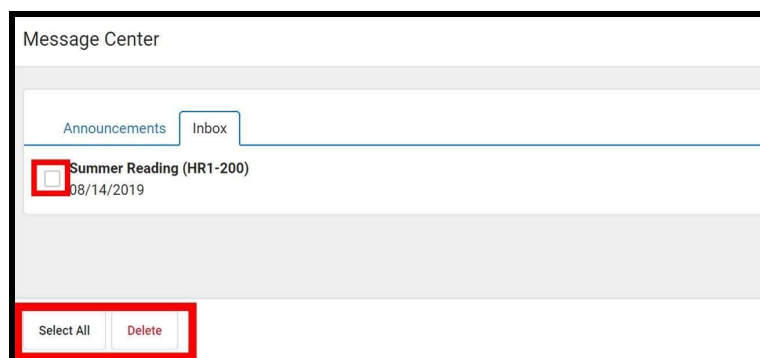 Message Center
Announcements Inbox
Summer Reading (HR1-200)
08/14/2019
Select All Delete